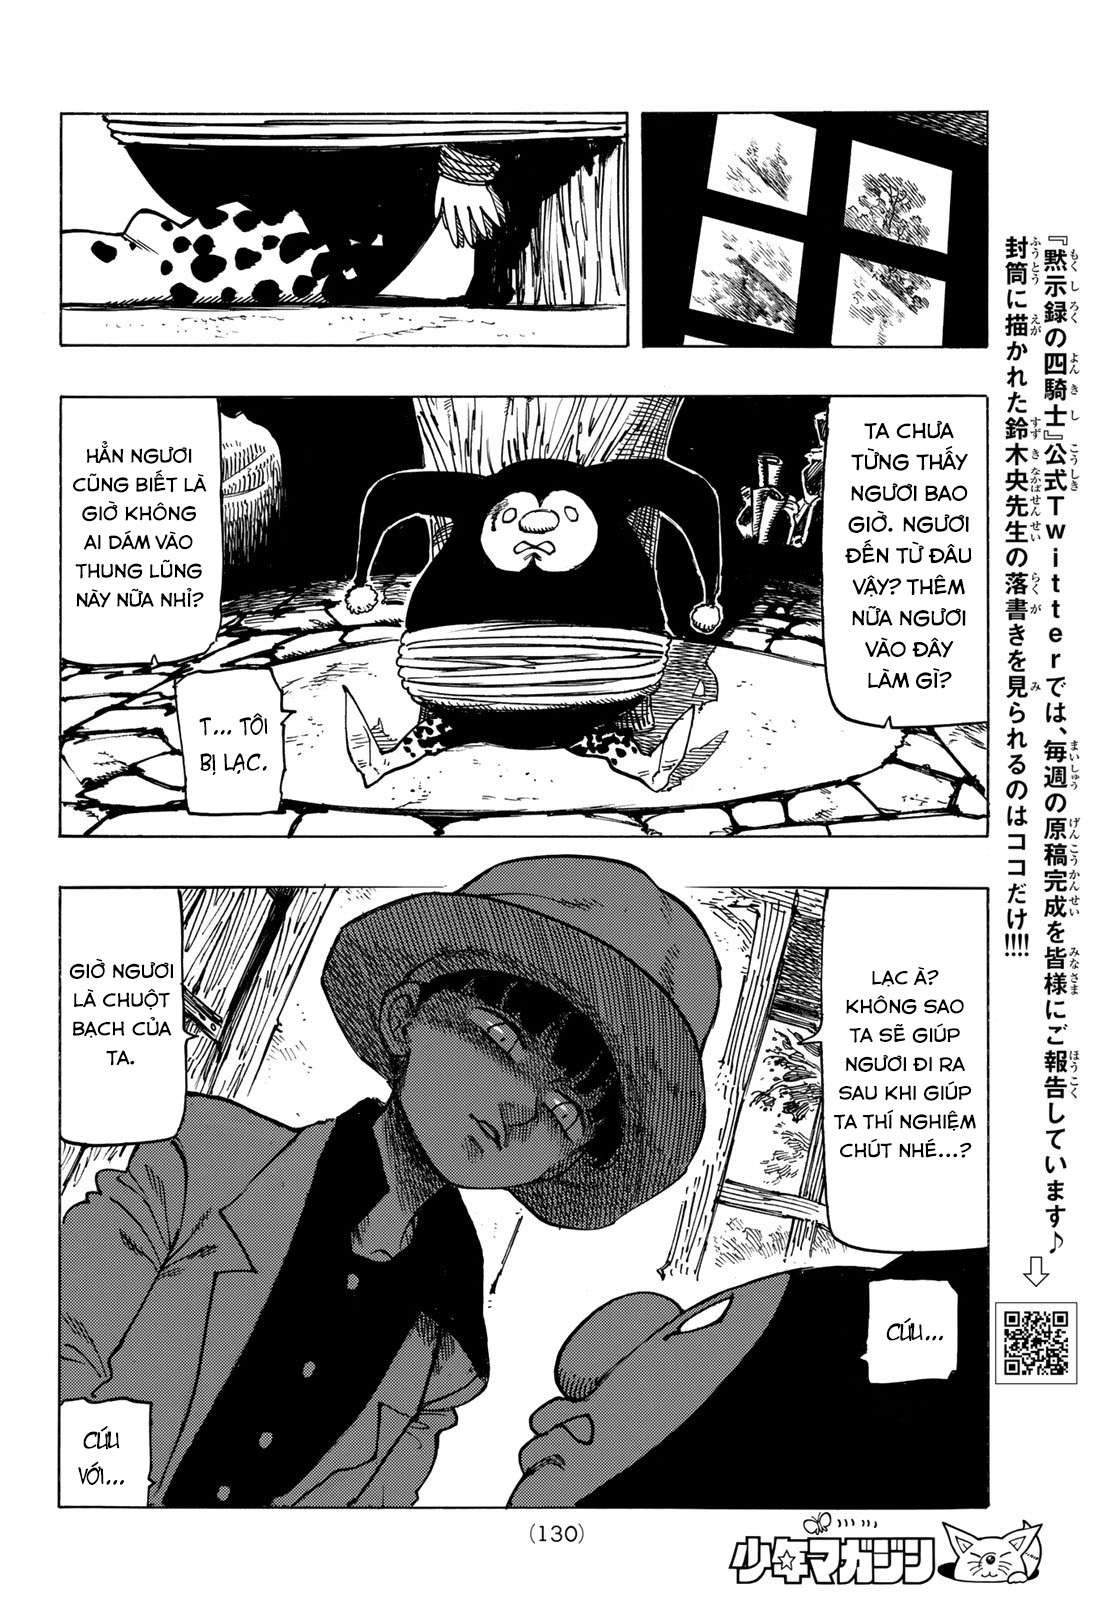 TA CHƯA
TỪNG THẤY
NGƯƠI BAO
GIỜ. NGƯƠI
ĐẾN TỪ ĐÂU
VẬY? THÊM
NỮA NGƯƠI
VÀO ĐÂY
LÀM GÌ?
HẲN NGƯƠI
CŨNG BIẾT LÀ
GIỜ KHÔNG
AI DÁM VÀO
THUNG LŨNG
NÀY NỮA NHỈ?
T... TÔI
BỊ LẠC.
LẠC À?
KHÔNG SAO
TA SẼ GIÚP
NGƯƠI ĐI RA
SAU KHI GIÚP
TA THÍ NGHIỆM
CHÚT NHÉ...?
GIỜ NGƯƠI
LÀ CHUỘT
BẠCH CỦA
TA.
CỨU...
CỨU
VỚI...
『黙示録の四騎士』公式Twitterでは、毎週の原稿完成を皆様にご報告しています♪
封筒に描かれた鈴木央先生の落書きを見られるのはココだけ!!!!
(130)
少年マガジン